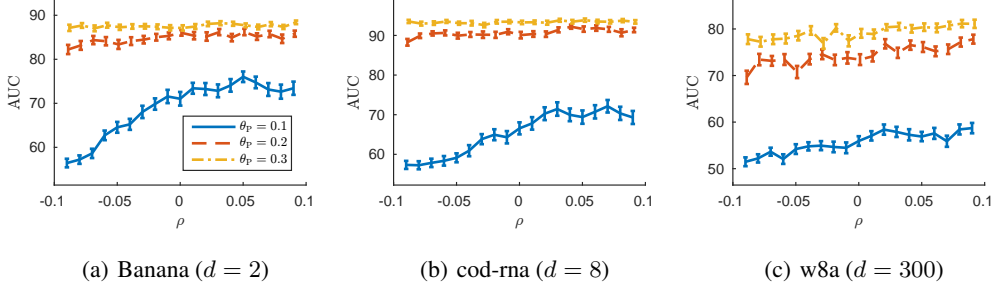 90
80
70
60
AUC
θP = 0.1
θP = 0.2
θP = 0.3
-0.1 -0.05 0 0.05 0.1
ρ
90
80
70
60
AUC
-0.1 -0.05 0 0.05 0.1
ρ
80
70
60
50
AUC
-0.1 -0.05 0 0.05 0.1
ρ
(a) Banana (d = 2)
(b) cod-rna (d = 8)
(c) w8a (d = 300)